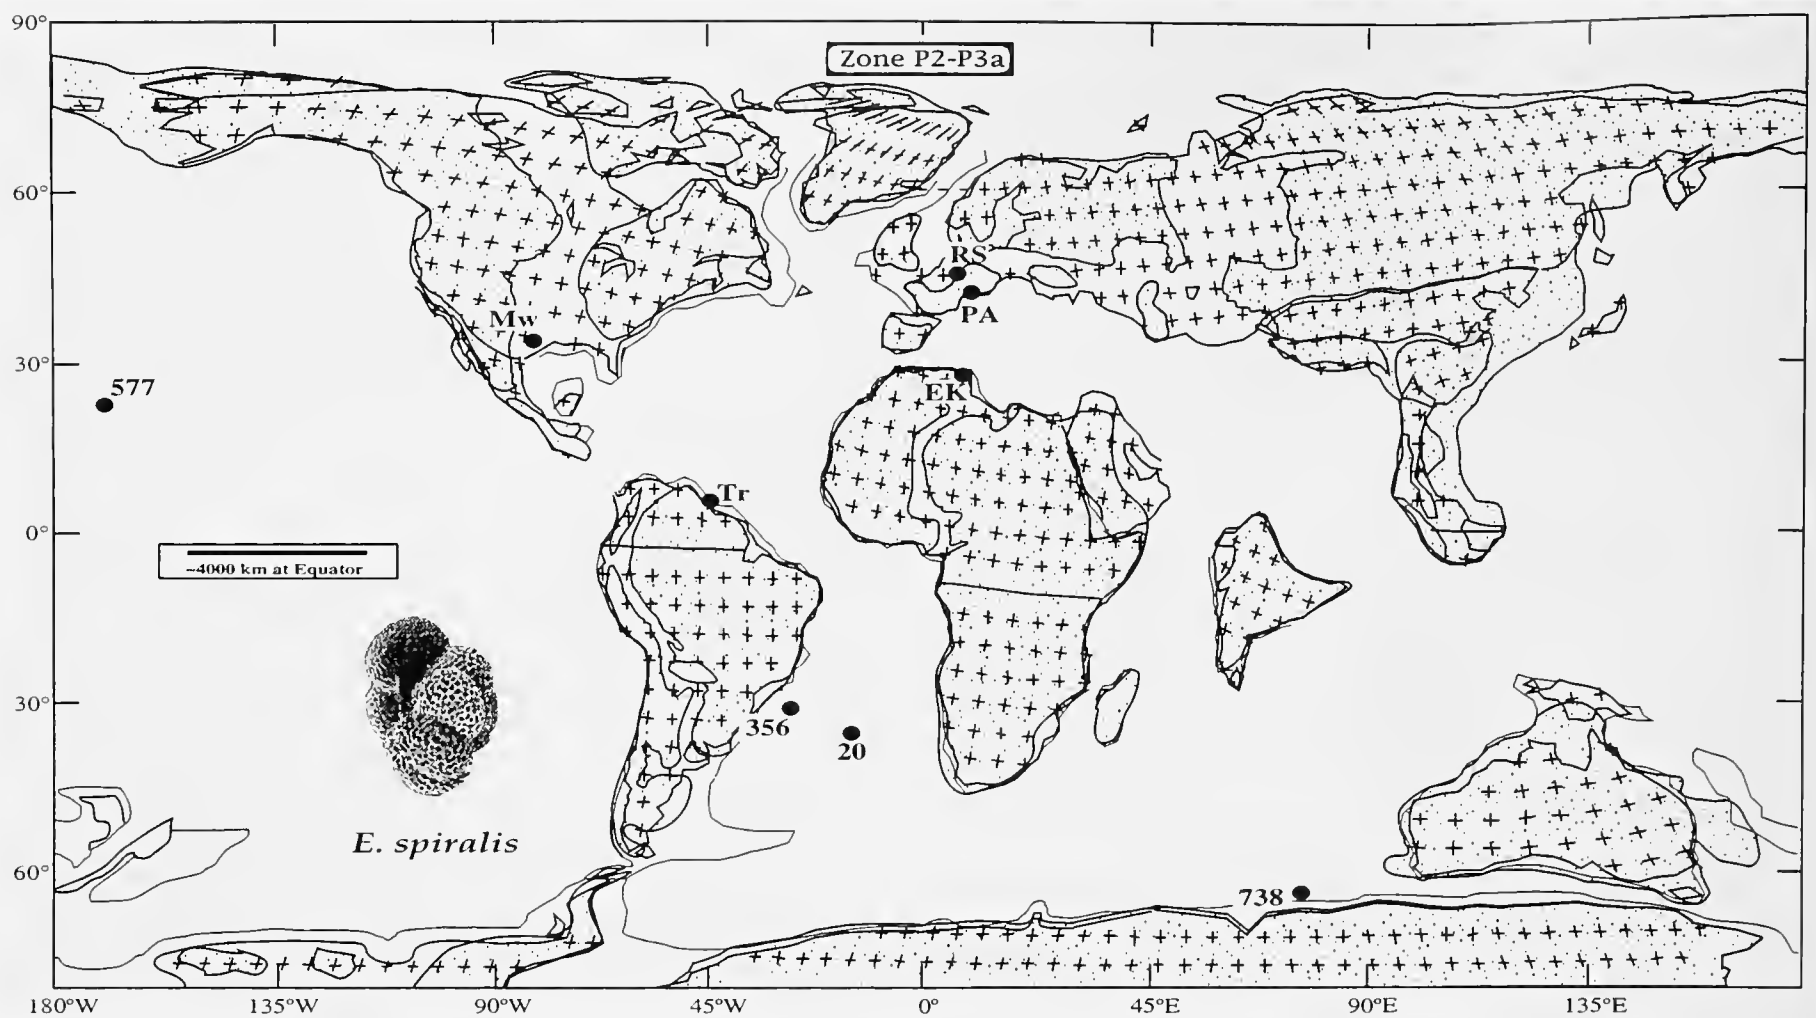 90°
Zone P2-P3a
60°
RS
PA
Mw
30°
577
EK
Tr
0°
~4000 km at Equator
30°
356
20
E. spiralis
60°
738
180°W
135°W
90°W
45°W
0°
45°E
90°E
135°E